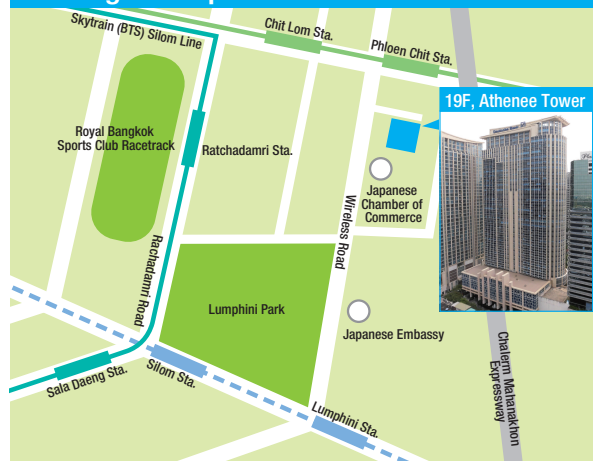 Skytrain (BTS) Silom Line
Chit Lom Sta.
Phloen Chit Sta.
19F, Athenee Tower
Royal Bangkok
Sports Club Racetrack
Ratchadamri Sta.
Japanese
Chamber of
Commerce
Wireless Road
Rachadamri Road
Lumphini Park
Japanese Embassy
Chalerm Mahanakhon
Expressway
Sala Daeng Sta.
Silom Sta.
Lumphini Sta.